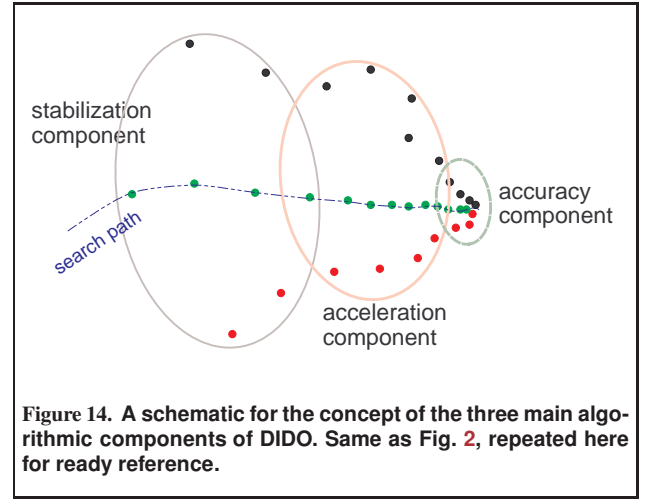 stabilization
component
accuracy
component
search path
acceleration
component
Figure 14. A schematic for the concept of the three main algo-
rithmic components of DIDO. Same as Fig. 2, repeated here
for ready reference.